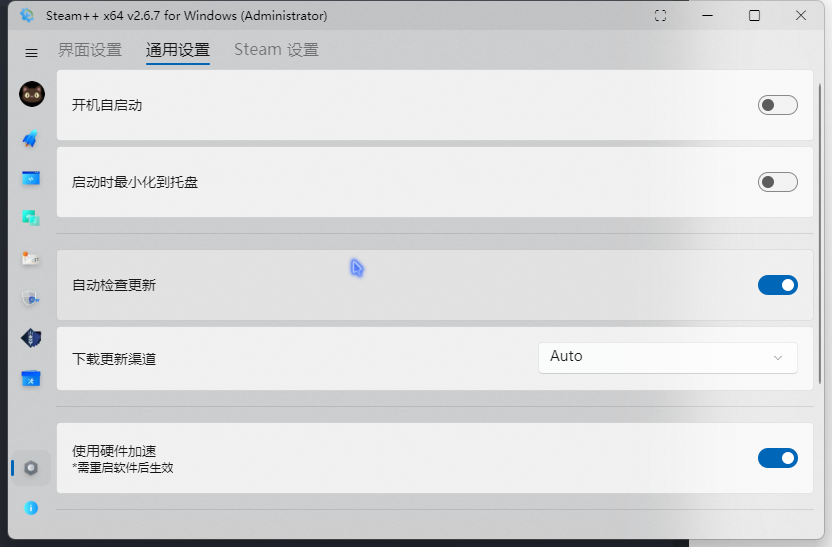 Steam++ x64 v2.6.7 for Windows (Administrator)
界面设置 通用设置 Steam 设置
开机自启动
启动时最小化到托盘
自动检查更新
下载更新渠道 Auto
使用硬件加速
*需重启软件后生效